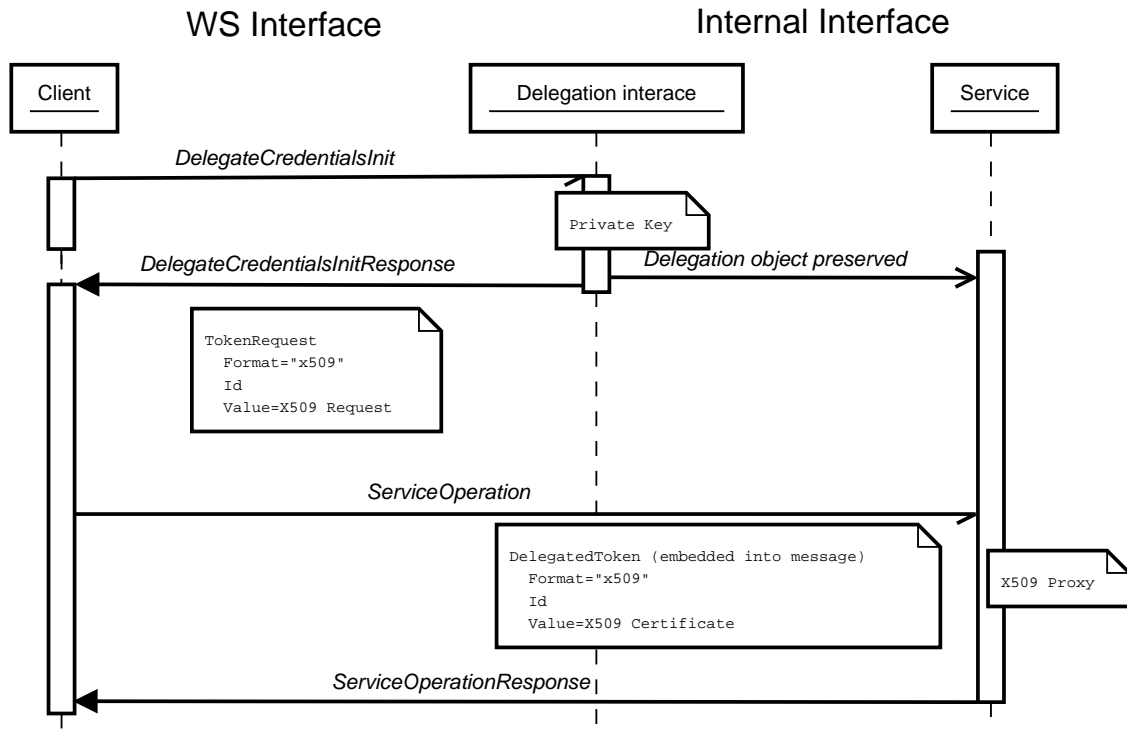 WS Interface
Internal Interface
Client
Delegation interace
Service
DelegateCredentialsInit
Private Key
DelegateCredentialsInitResponse
Delegation object preserved
TokenRequest
Format="x509"
Id
Value=X509 Request
ServiceOperation
DelegatedToken (embedded into message)
Format="x509"
Id
Value=X509 Certificate
X509 Proxy
ServiceOperationResponse